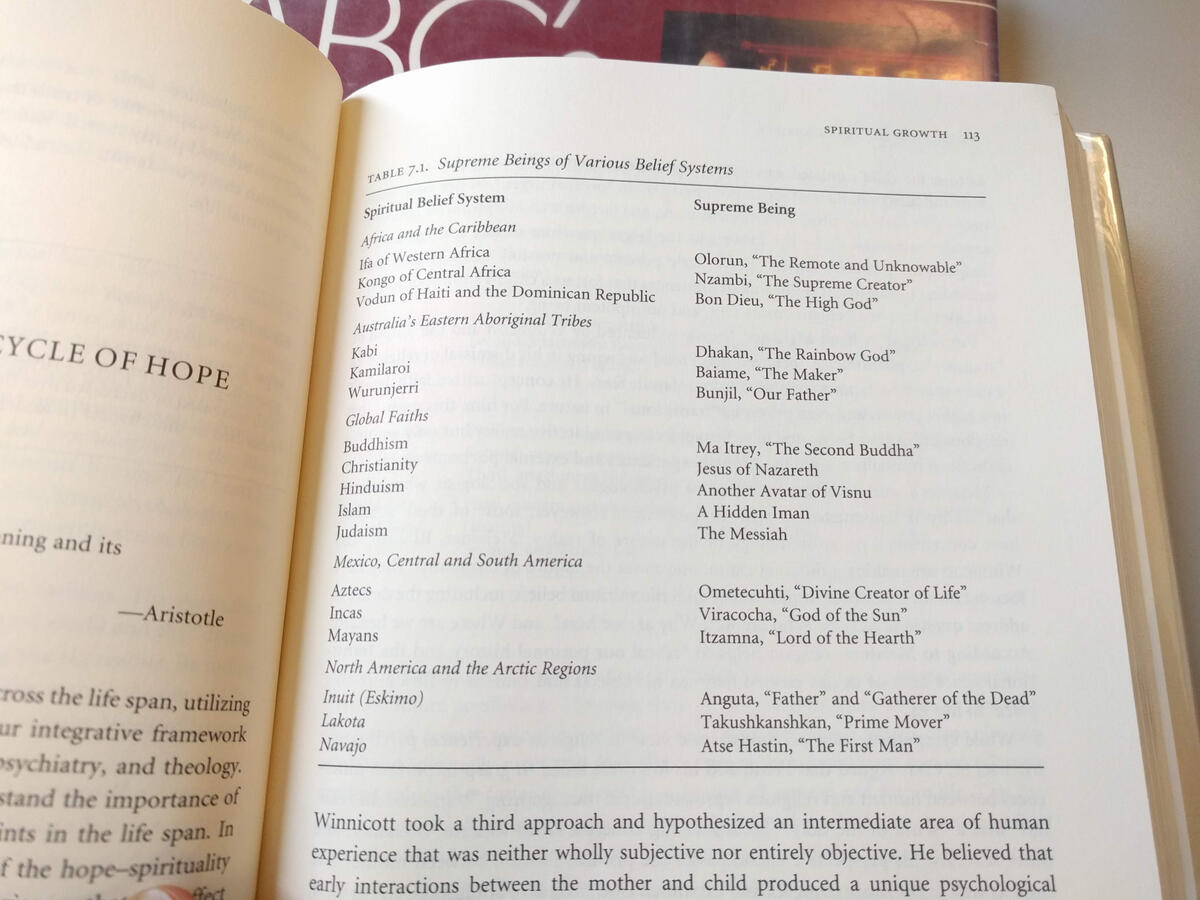 ABC's
CYCLE OF HOPE
ning and its
—Aristotle
cross the life span, utilizing
ur integrative framework
psychiatry, and theology.
stand the importance of
ints in the life span. In
f the hope–spirituality
SPIRITUAL GROWTH 113
TABLE 7.1. Supreme Beings of Various Belief Systems
Spiritual Belief System Supreme Being
Africa and the Caribbean
Ifa of Western Africa Olorun, “The Remote and Unknowable”
Kongo of Central Africa Nzambi, “The Supreme Creator”
Vodun of Haiti and the Dominican Republic Bon Dieu, “The High God”
Australia’s Eastern Aboriginal Tribes
Kabi Dhakan, “The Rainbow God”
Kamilaroi Baiame, “The Maker”
Wurunjerri Bunjil, “Our Father”
Global Faiths
Buddhism Ma Itrey, “The Second Buddha”
Christianity Jesus of Nazareth
Hinduism Another Avatar of Visnu
Islam A Hidden Iman
Judaism The Messiah
Mexico, Central and South America
Aztecs Ometecuhti, “Divine Creator of Life”
Incas Viracocha, “God of the Sun”
Mayans Itzamna, “Lord of the Hearth”
North America and the Arctic Regions
Inuit (Eskimo) Anguta, “Father” and “Gatherer of the Dead”
Lakota Takushkanshkan, “Prime Mover”
Navajo Atse Hastin, “The First Man”
Winnicott took a third approach and hypothesized an intermediate area of human
experience that was neither wholly subjective nor entirely objective. He believed that
early interactions between the mother and child produced a unique psychological